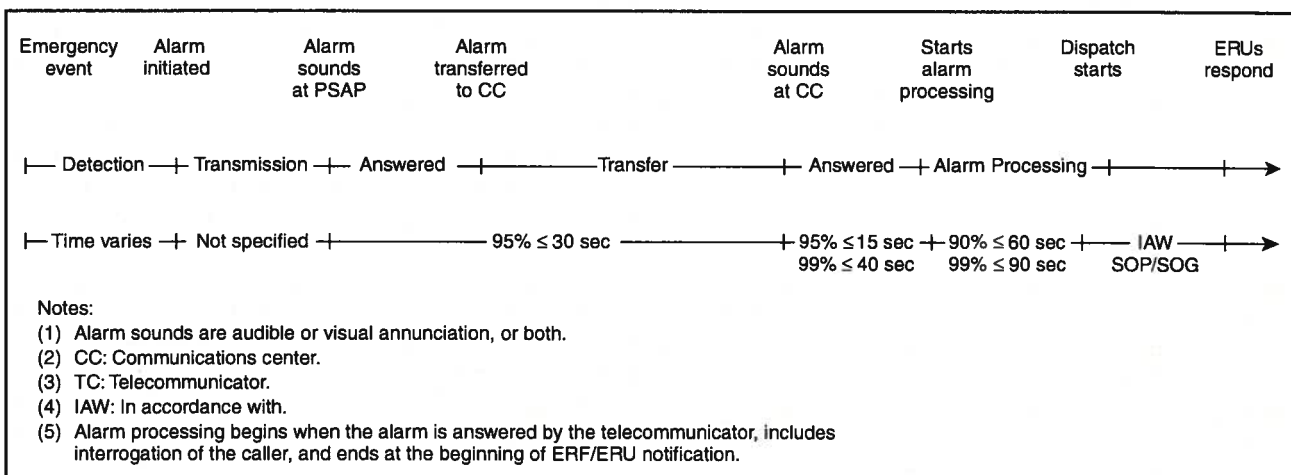 Emergency event
Alarm initiated
Alarm sounds at PSAP
Alarm transferred to CC
Alarm sounds at CC
Starts alarm processing
Dispatch starts
ERUs respond
Detection Transmission Answered Transfer Answered Alarm Processing
Time varies Not specified 95% ≤ 30 sec 95% ≤15 sec 90% ≤ 60 sec IAW
99% ≤ 40 sec 99% ≤ 90 sec SOP/SOG
Notes:
(1) Alarm sounds are audible or visual annunciation, or both.
(2) CC: Communications center.
(3) TC: Telecommunicator.
(4) IAW: In accordance with.
(5) Alarm processing begins when the alarm is answered by the telecommunicator, includes
interrogation of the caller, and ends at the beginning of ERF/ERU notification.